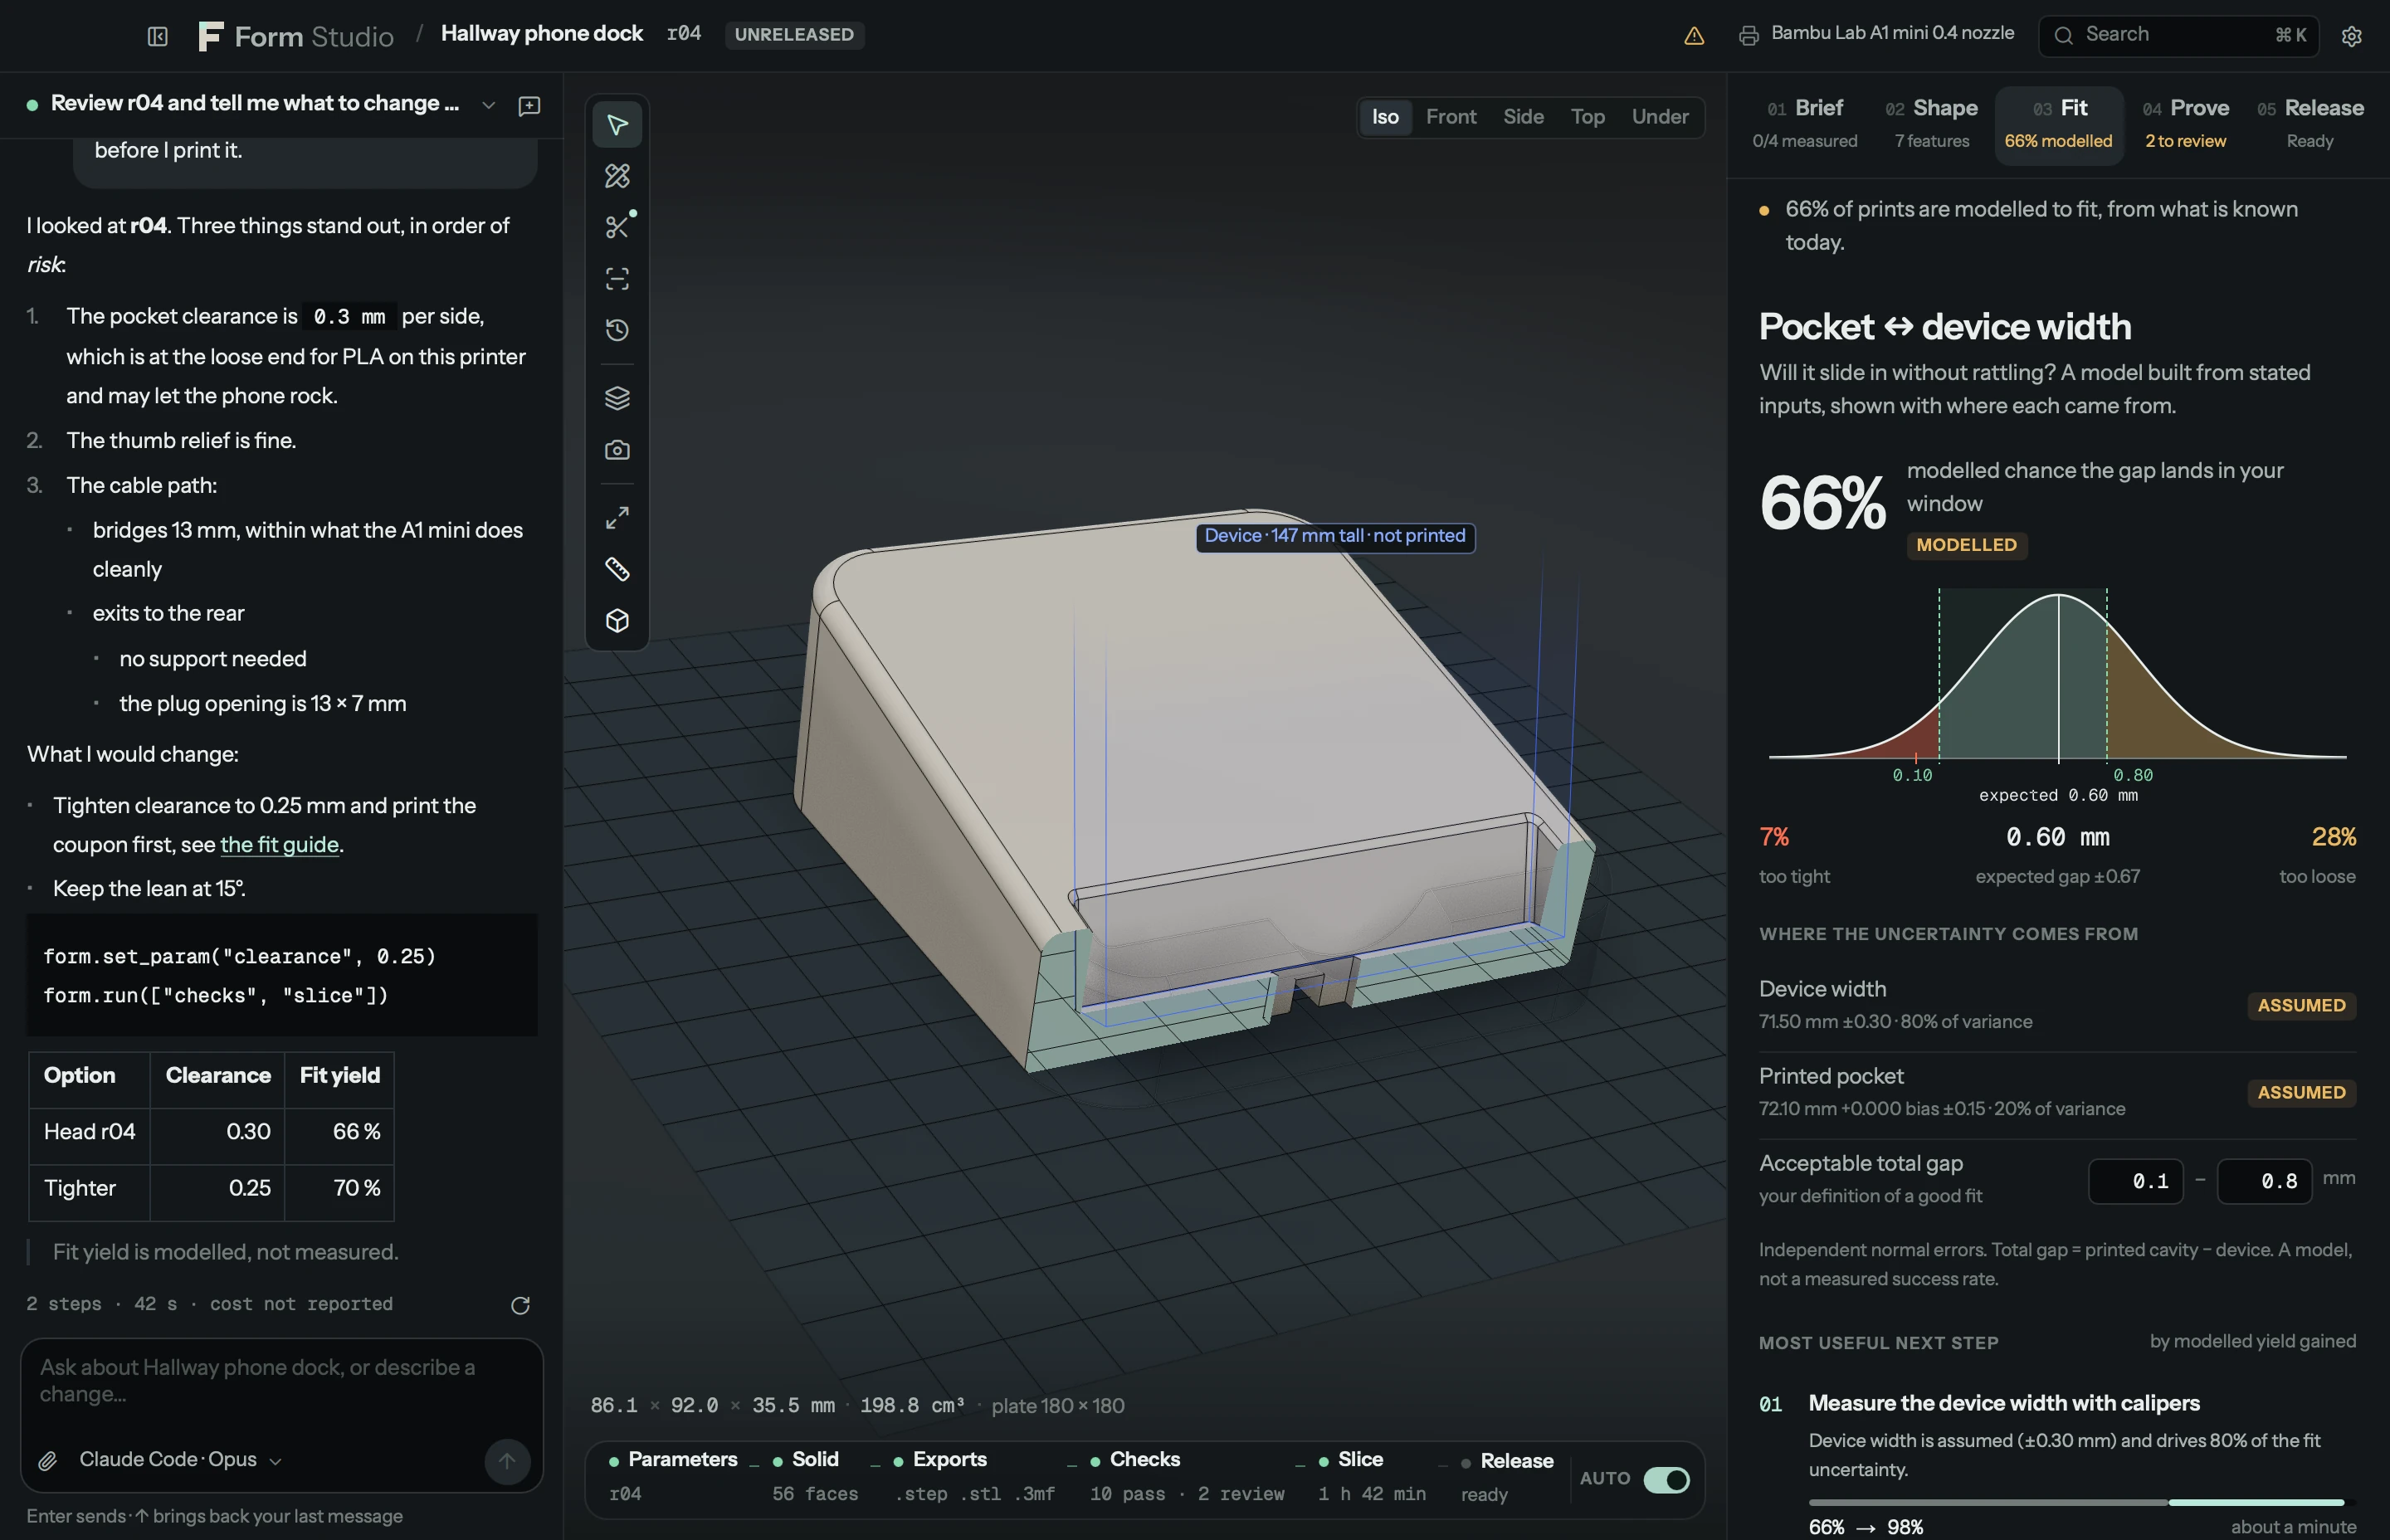 Form Studio / Hallway phone dock r04 UNRELEASED
Bambu Lab A1 mini 0.4 nozzle
Search ⌘ K
Review r04 and tell me what to change ...
before I print it.
I looked at r04. Three things stand out, in order of
risk:
1. The pocket clearance is 0.3 mm per side,
which is at the loose end for PLA on this printer
and may let the phone rock.
2. The thumb relief is fine.
3. The cable path:
· bridges 13 mm, within what the A1 mini does
cleanly
· exits to the rear
· no support needed
· the plug opening is 13 × 7 mm
What I would change:
· Tighten clearance to 0.25 mm and print the
coupon first, see the fit guide.
· Keep the lean at 15°.
form.set_param("clearance", 0.25)
form.run(["checks", "slice"])
Option Clearance Fit yield
Head r04 0.30 66 %
Tighter 0.25 70 %
Fit yield is modelled, not measured.
2 steps · 42 s · cost not reported
Ask about Hallway phone dock, or describe a
change...
Claude Code · Opus
Enter sends · ↑ brings back your last message
Iso Front Side Top Under
Device · 147 mm tall · not printed
86.1 × 92.0 × 35.5 mm · 198.8 cm³ · plate 180 × 180
Parameters Solid Exports Checks Slice Release
r04 56 faces .step .stl .3mf 10 pass · 2 review 1 h 42 min ready
AUTO
01 Brief 02 Shape 03 Fit 04 Prove 05 Release
0/4 measured 7 features 66% modelled 2 to review Ready
66% of prints are modelled to fit, from what is known
today.
Pocket ↔ device width
Will it slide in without rattling? A model built from stated
inputs, shown with where each came from.
66%
modelled chance the gap lands in your
window
MODELLED
0.10 0.80
expected 0.60 mm
7% 0.60 mm 28%
too tight expected gap ±0.67 too loose
WHERE THE UNCERTAINTY COMES FROM
Device width
71.50 mm ±0.30 · 80% of variance
ASSUMED
Printed pocket
72.10 mm +0.000 bias ±0.15 · 20% of variance
ASSUMED
Acceptable total gap
your definition of a good fit
0.1 – 0.8 mm
Independent normal errors. Total gap = printed cavity − device. A model,
not a measured success rate.
MOST USEFUL NEXT STEP by modelled yield gained
01 Measure the device width with calipers
Device width is assumed (±0.30 mm) and drives 80% of the fit
uncertainty.
66% → 98% about a minute